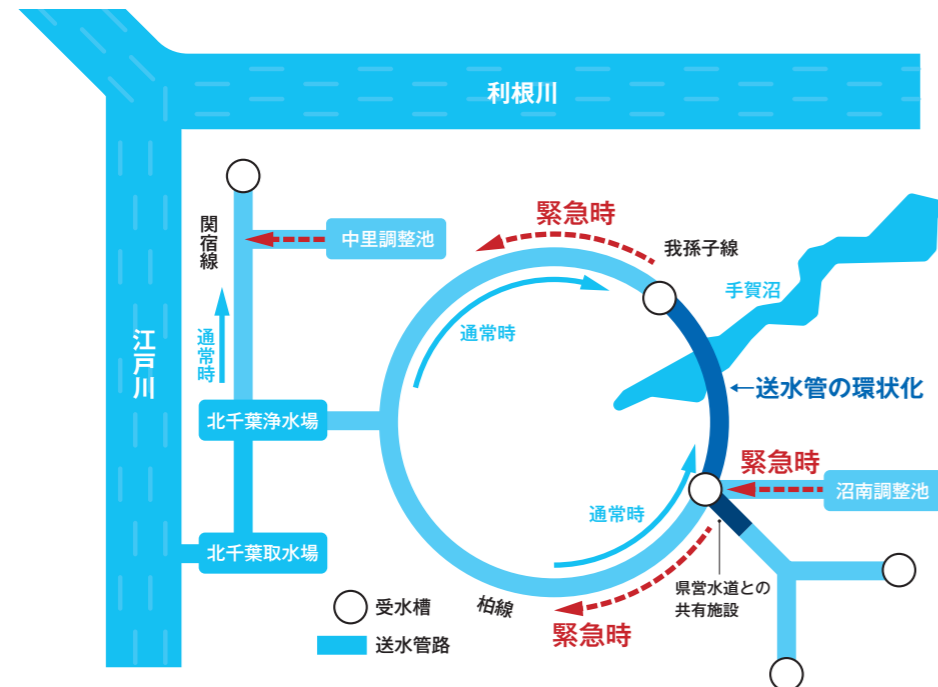 利根川
緊急時
関宿線
中里調整池
我孫子線
手賀沼
通常時
通常時
江戸川
←送水管の環状化
北千葉浄水場
緊急時
沼南調整池
通常時
北千葉取水場
県営水道との
共有施設
柏線
緊急時
受水槽
送水管路